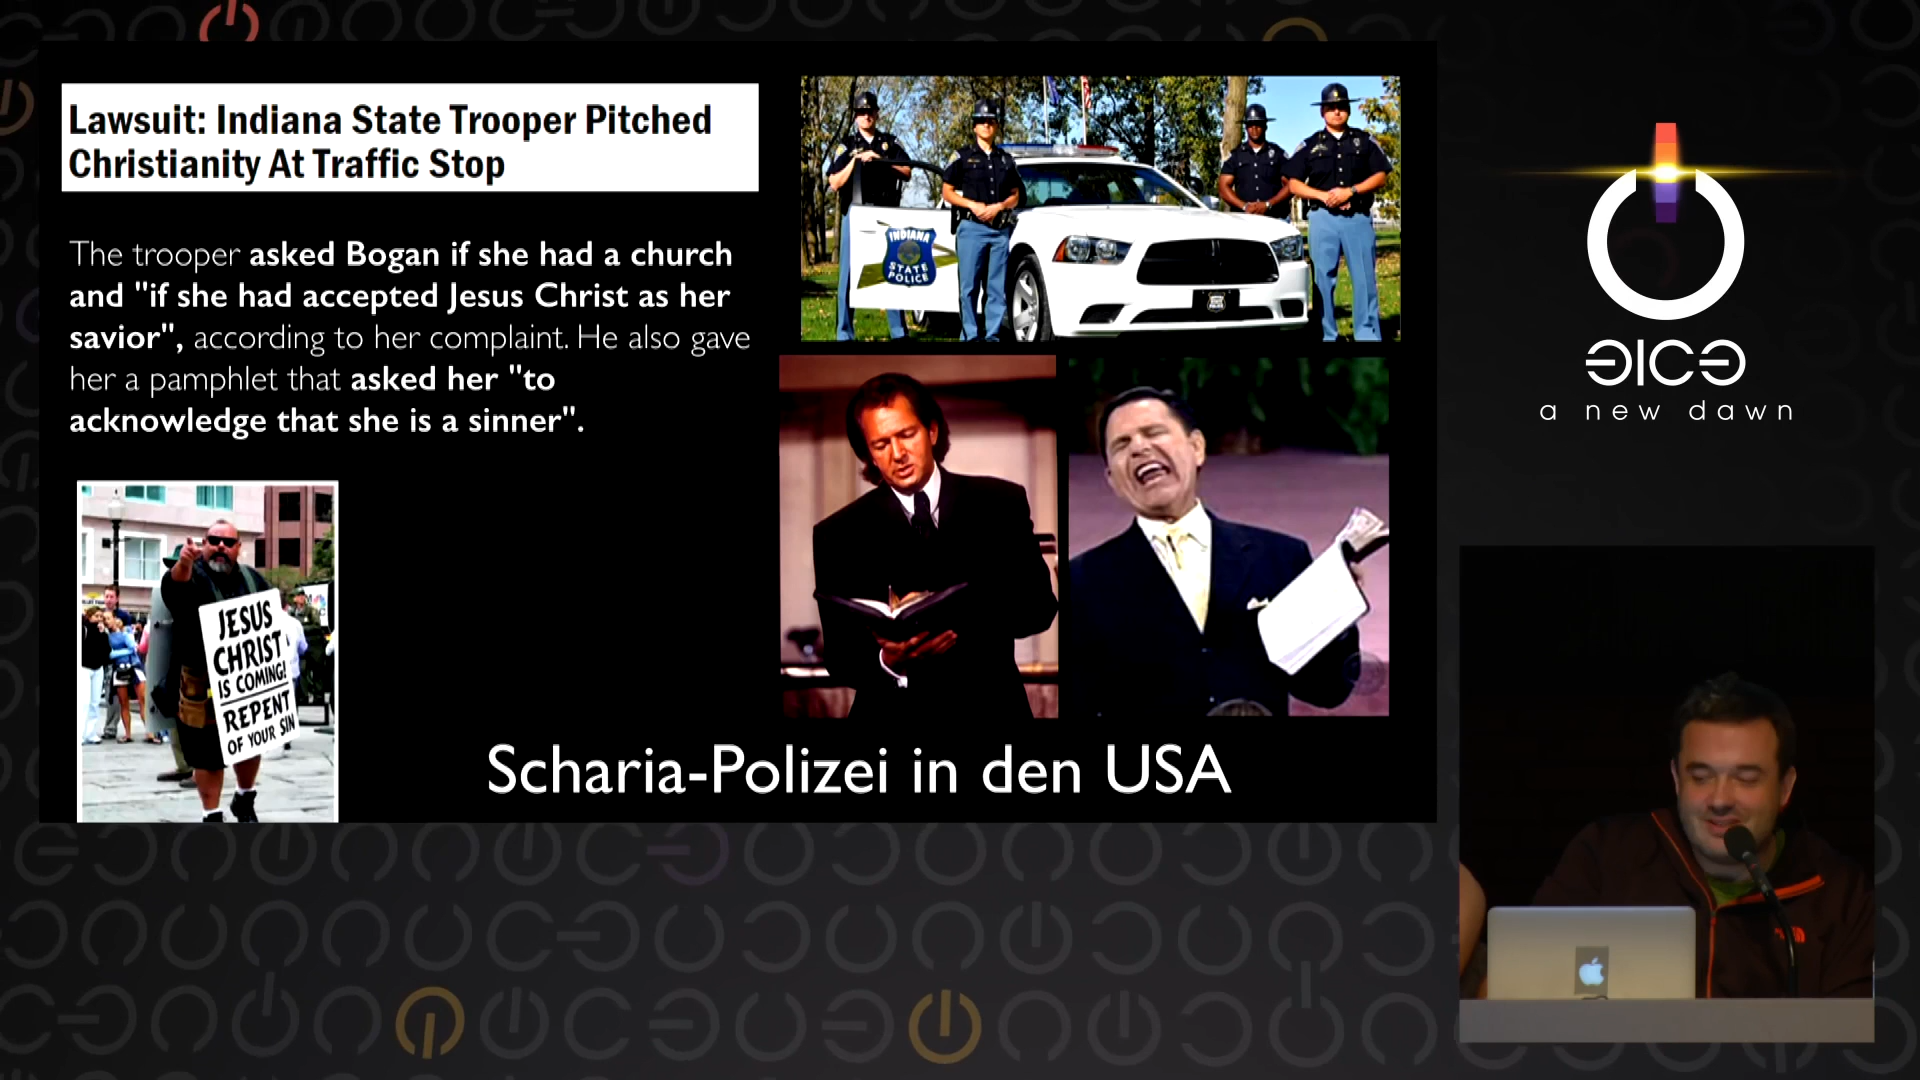 Lawsuit: Indiana State Trooper Pitched
Christianity At Traffic Stop
The trooper asked Bogan if she had a church
and "if she had accepted Jesus Christ as her
savior", according to her complaint. He also gave
her a pamphlet that asked her "to
acknowledge that she is a sinner".
INDIANA
STATE
POLICE
JESUS
CHRIST
IS COMING!
REPENT
OF YOUR SIN
Scharia-Polizei in den USA
a new dawn